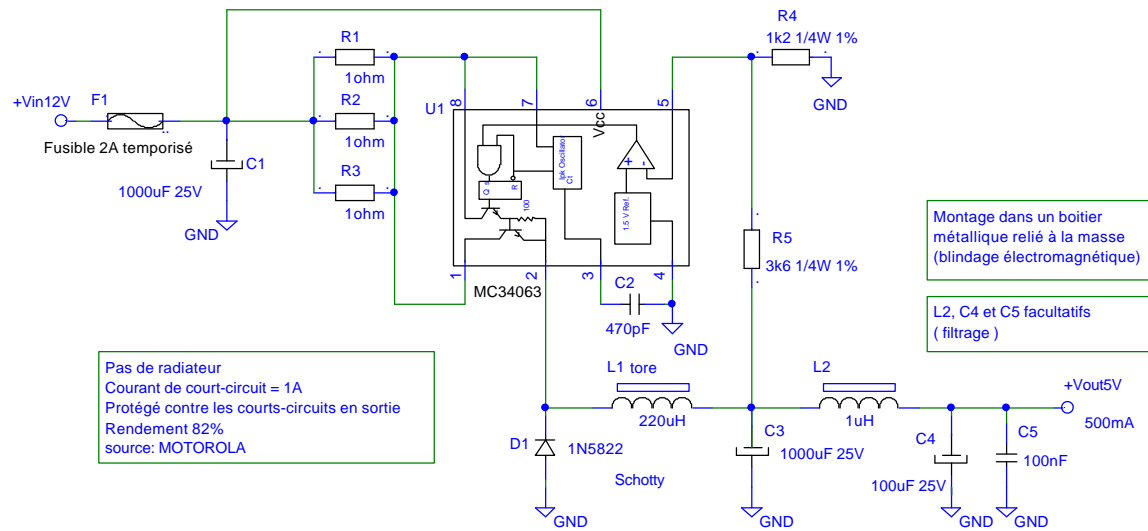 R4
1k2 1/4W 1%
GND
R1
1ohm
R2
1ohm
R3
1ohm
+Vin12V
F1
Fusible 2A temporisé
C1
1000uF 25V
GND
U1
8
7
6
5
Vcc
+
-
Ipk Oscillator
Ct
Q
s
R
100
1.5 V Ref.
1
2
3
4
MC34063
C2
470pF
GND
R5
3k6 1/4W 1%
Montage dans un boitier
métallique relié à la masse
(blindage électromagnétique)
L2, C4 et C5 facultatifs
( filtrage )
Pas de radiateur
Courant de court-circuit = 1A
Protégé contre les courts-circuits en sortie
Rendement 82%
source: MOTOROLA
L1 tore
220uH
L2
1uH
+Vout5V
500mA
D1
1N5822
Schotty
GND
C3
1000uF 25V
GND
C4
100uF 25V
GND
C5
100nF
GND